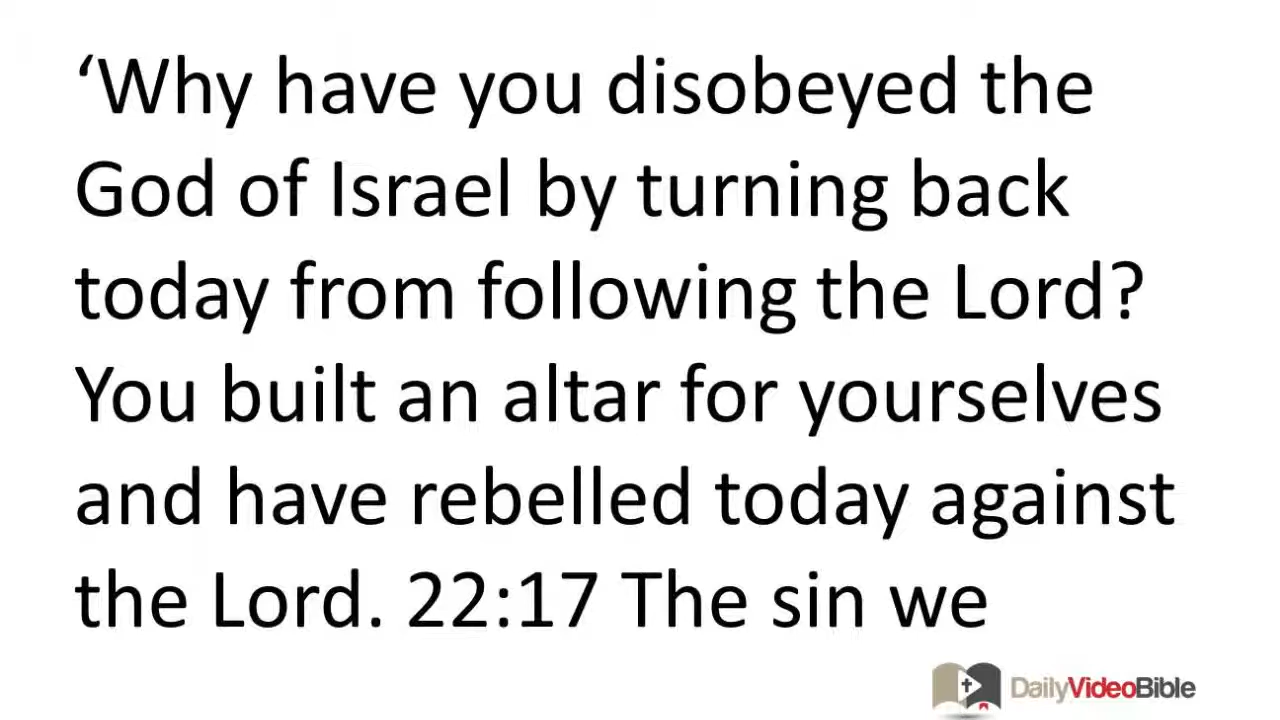 ‘Why have you disobeyed the
God of Israel by turning back
today from following the Lord?
You built an altar for yourselves
and have rebelled today against
the Lord. 22:17 The sin we
DailyVideoBible